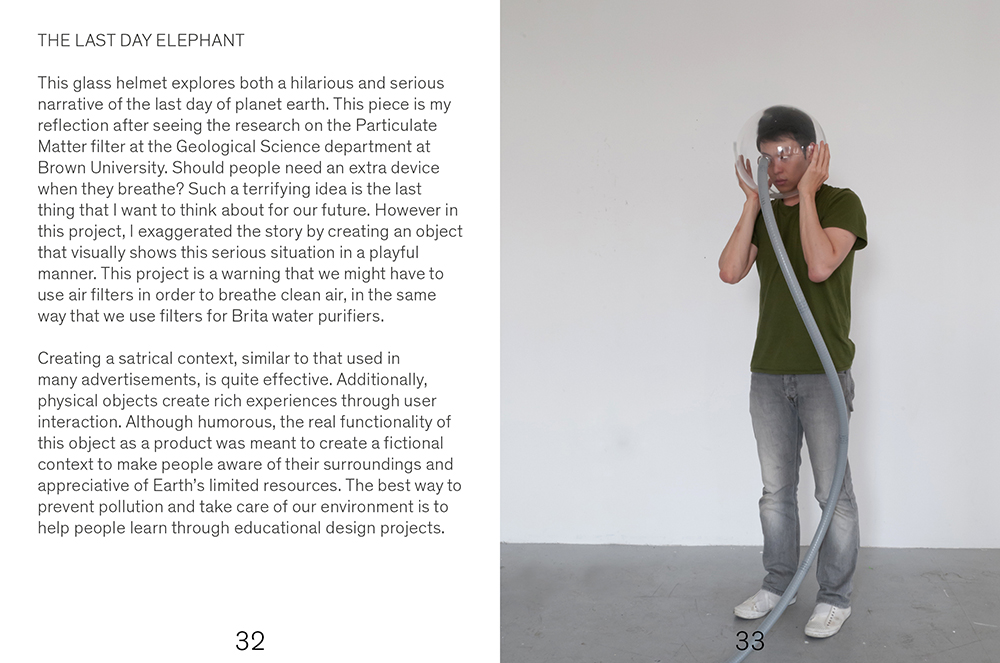 THE LAST DAY ELEPHANT
This glass helmet explores both a hilarious and serious
narrative of the last day of planet earth. This piece is my
reflection after seeing the research on the Particulate
Matter filter at the Geological Science department at
Brown University. Should people need an extra device
when they breathe? Such a terrifying idea is the last
thing that I want to think about for our future. However in
this project, I exaggerated the story by creating an object
that visually shows this serious situation in a playful
manner. This project is a warning that we might have to
use air filters in order to breathe clean air, in the same
way that we use filters for Brita water purifiers.
Creating a satrical context, similar to that used in
many advertisements, is quite effective. Additionally,
physical objects create rich experiences through user
interaction. Although humorous, the real functionality of
this object as a product was meant to create a fictional
context to make people aware of their surroundings and
appreciative of Earth’s limited resources. The best way to
prevent pollution and take care of our environment is to
help people learn through educational design projects.
32
33